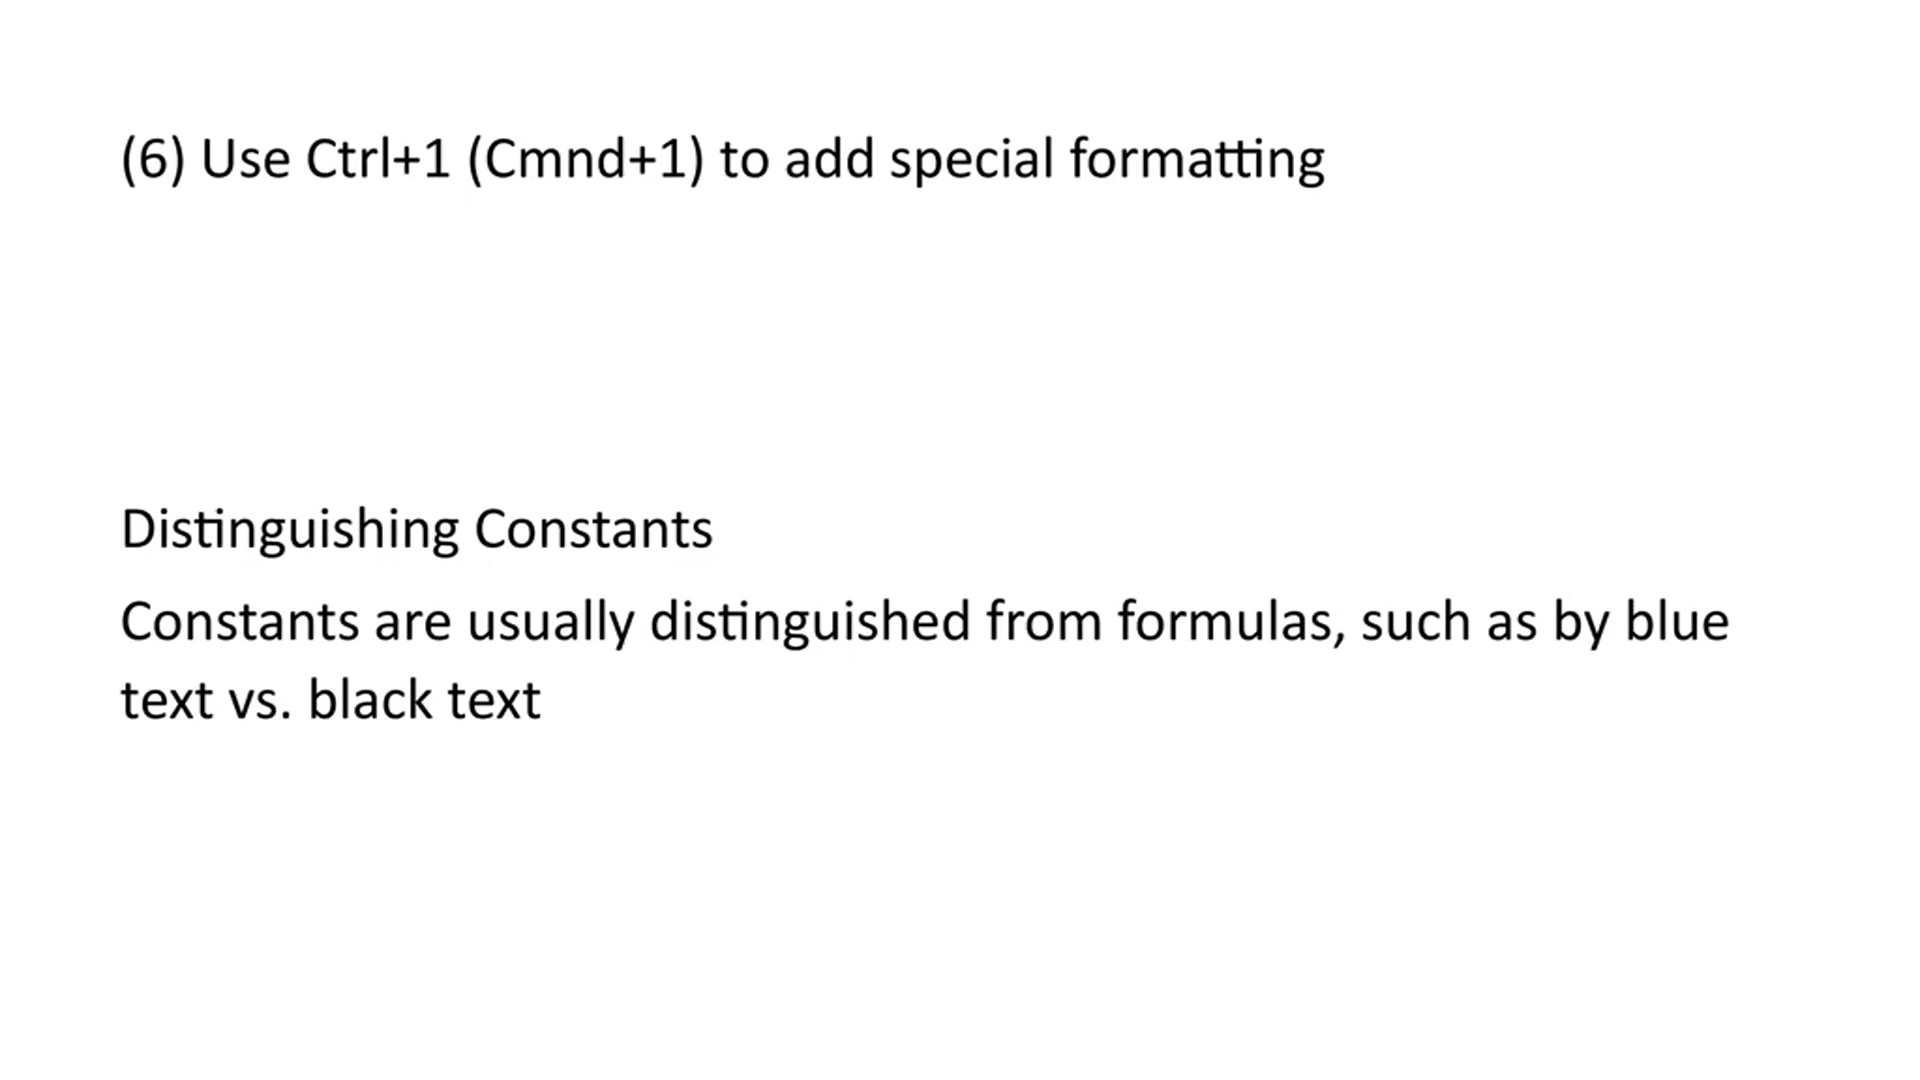 (6) Use Ctrl+1 (Cmnd+1) to add special formatting
Distinguishing Constants
Constants are usually distinguished from formulas, such as by blue
text vs. black text